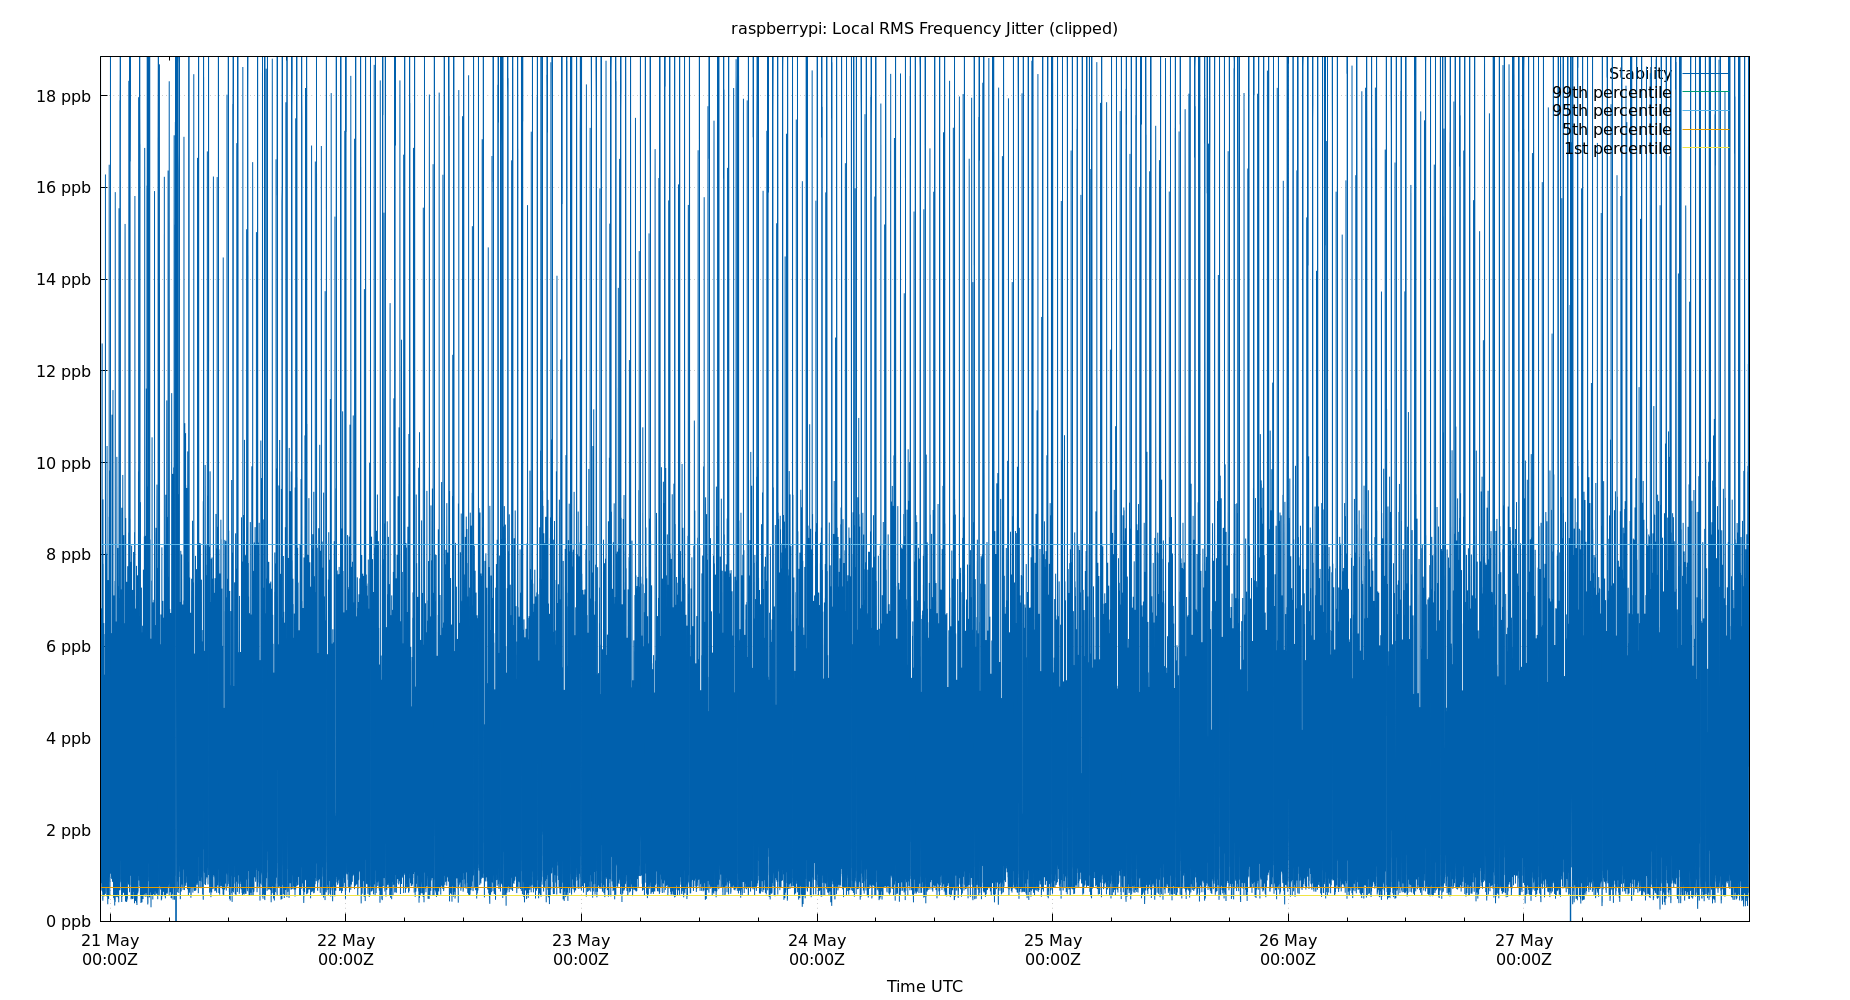 raspberrypi: Local RMS Frequency Jitter (clipped)
Stability
99th percentile
95th percentile
5th percentile
1st percentile
18 ppb
16 ppb
14 ppb
12 ppb
10 ppb
8 ppb
6 ppb
4 ppb
2 ppb
0 ppb
21 May 22 May 23 May 24 May 25 May 26 May 27 May
00:00Z 00:00Z 00:00Z 00:00Z 00:00Z 00:00Z 00:00Z
Time UTC